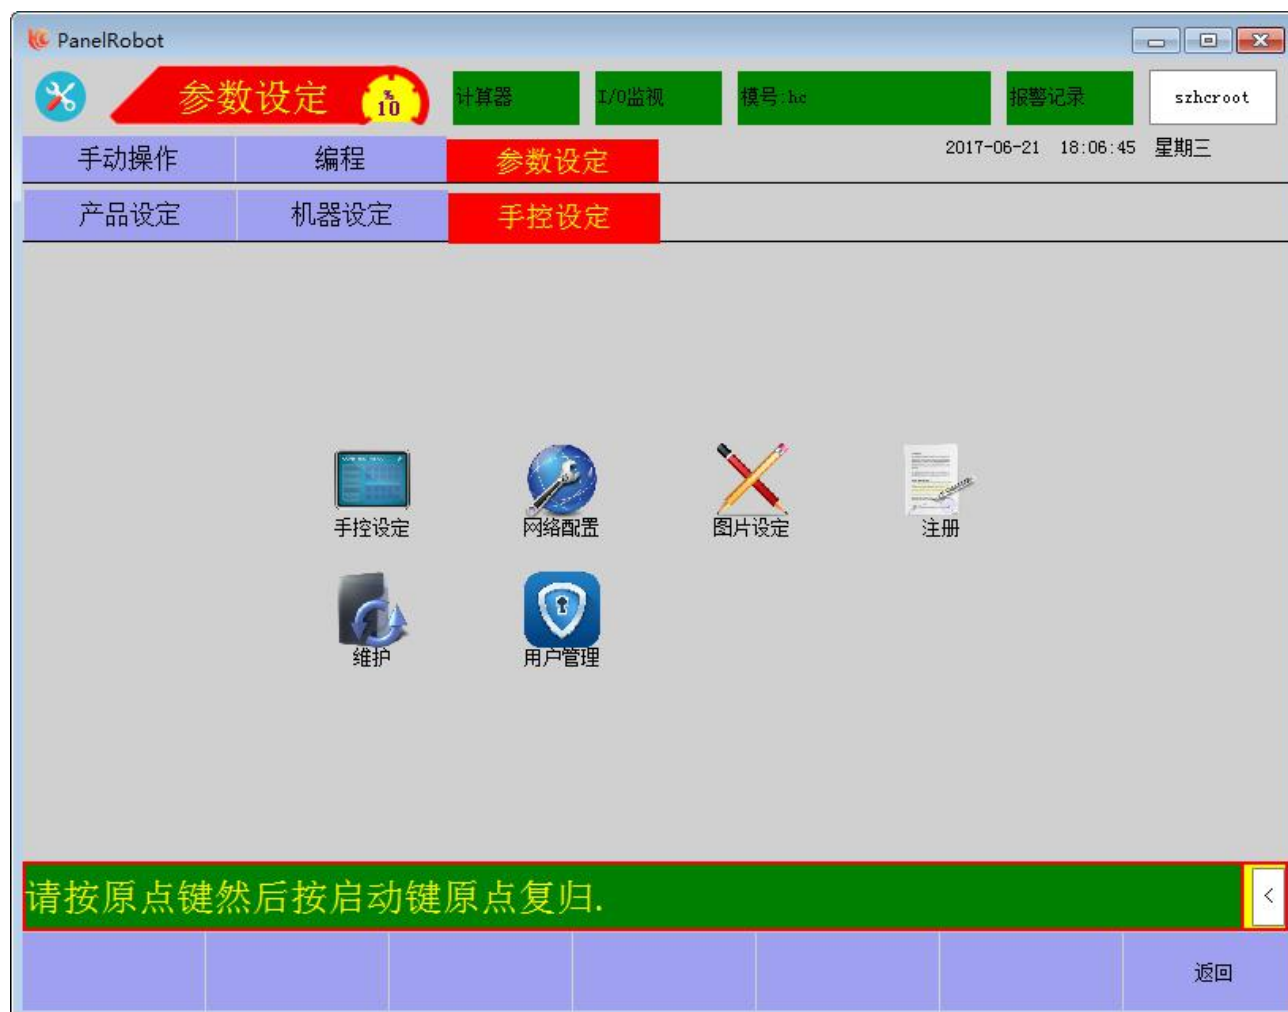 PanelRobot
参数设定 % 10 计算器 I/O监视 模号:hc 报警记录 szhcroot
手动操作 编程 参数设定 2017-06-21 18:06:45 星期三
产品设定 机器设定 手控设定
手控设定 网络配置 图片设定 注册
维护 用户管理
请按原点键然后按启动键原点复归.
<
返回